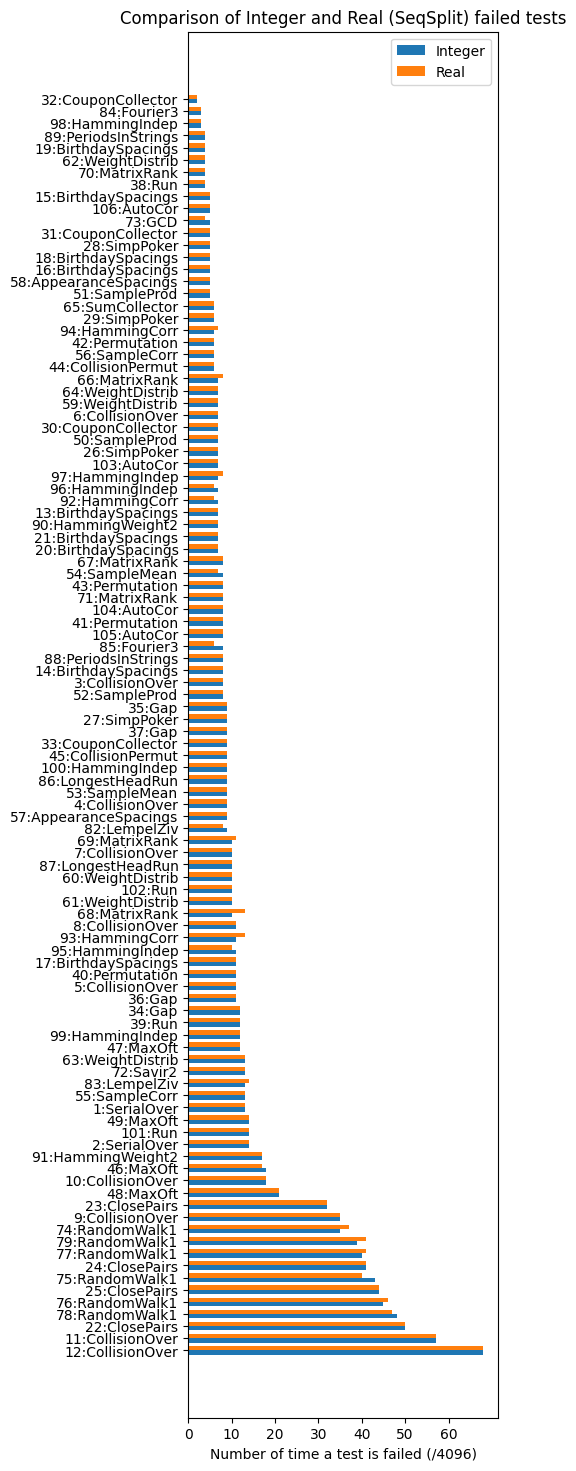 Comparison of Integer and Real (SeqSplit) failed tests
Integer
Real
32:CouponCollector
84:Fourier3
98:HammingIndep
89:PeriodsInStrings
19:BirthdaySpacings
62:WeightDistrib
70:MatrixRank
38:Run
15:BirthdaySpacings
106:AutoCor
73:GCD
31:CouponCollector
28:SimpPoker
18:BirthdaySpacings
16:BirthdaySpacings
58:AppearanceSpacings
51:SampleProd
65:SumCollector
29:SimpPoker
94:HammingCorr
42:Permutation
56:SampleCorr
44:CollisionPermut
66:MatrixRank
64:WeightDistrib
59:WeightDistrib
6:CollisionOver
30:CouponCollector
50:SampleProd
26:SimpPoker
103:AutoCor
97:HammingIndep
96:HammingIndep
92:HammingCorr
13:BirthdaySpacings
90:HammingWeight2
21:BirthdaySpacings
20:BirthdaySpacings
67:MatrixRank
54:SampleMean
43:Permutation
71:MatrixRank
104:AutoCor
41:Permutation
105:AutoCor
85:Fourier3
88:PeriodsInStrings
14:BirthdaySpacings
3:CollisionOver
52:SampleProd
35:Gap
27:SimpPoker
37:Gap
33:CouponCollector
45:CollisionPermut
100:HammingIndep
86:LongestHeadRun
53:SampleMean
4:CollisionOver
57:AppearanceSpacings
82:LempelZiv
69:MatrixRank
7:CollisionOver
87:LongestHeadRun
60:WeightDistrib
102:Run
61:WeightDistrib
68:MatrixRank
8:CollisionOver
93:HammingCorr
95:HammingIndep
17:BirthdaySpacings
40:Permutation
5:CollisionOver
36:Gap
34:Gap
39:Run
99:HammingIndep
47:MaxOft
63:WeightDistrib
72:Savir2
83:LempelZiv
55:SampleCorr
1:SerialOver
49:MaxOft
101:Run
2:SerialOver
91:HammingWeight2
46:MaxOft
10:CollisionOver
48:MaxOft
23:ClosePairs
9:CollisionOver
74:RandomWalk1
79:RandomWalk1
77:RandomWalk1
24:ClosePairs
75:RandomWalk1
25:ClosePairs
76:RandomWalk1
78:RandomWalk1
22:ClosePairs
11:CollisionOver
12:CollisionOver
0 10 20 30 40 50 60
Number of time a test is failed (/4096)